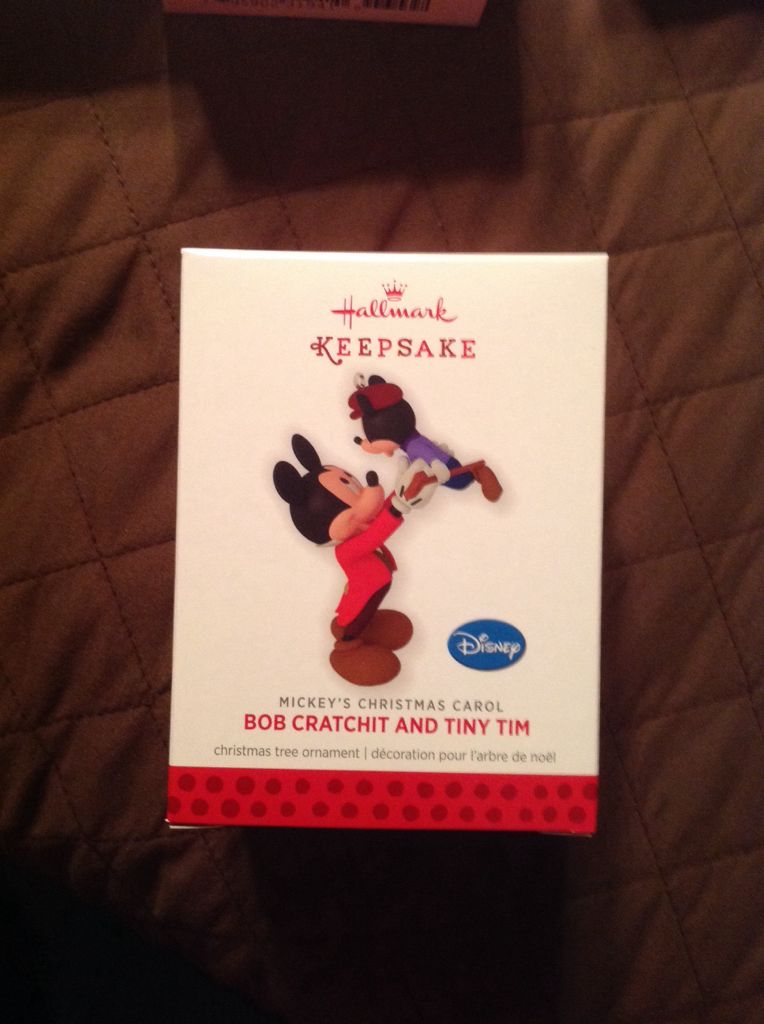 Hallmark
KEEPSAKE
Disney
MICKEY'S CHRISTMAS CAROL
BOB CRATCHIT AND TINY TIM
christmas tree ornament | décoration pour l'arbre de noël